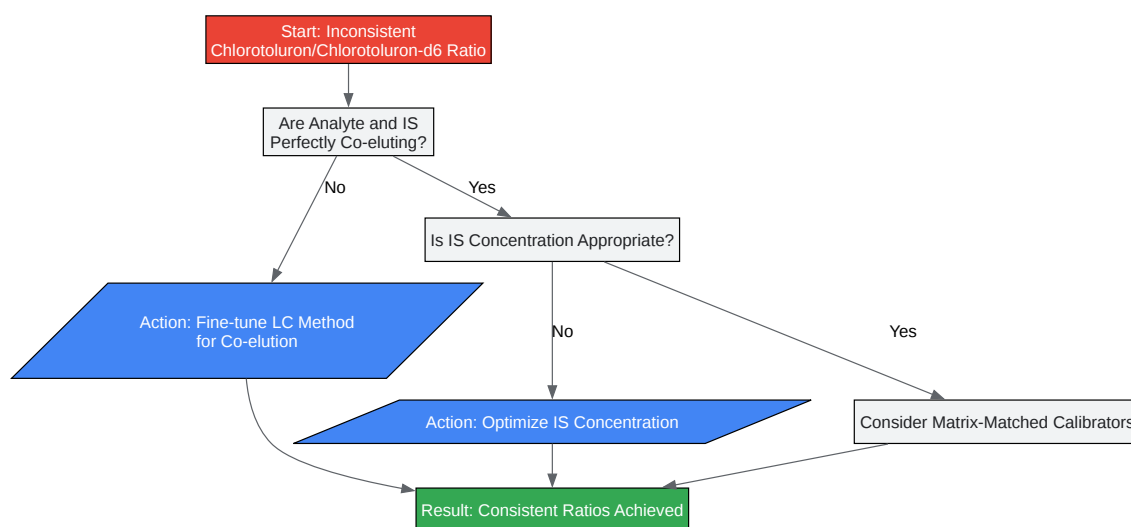 Start: Inconsistent
Chlorotoluron/Chlorotoluron-d6 Ratio
Are Analyte and IS
Perfectly Co-eluting?
No
Yes
Is IS Concentration Appropriate?
Action: Fine-tune LC Method
for Co-elution
No
Yes
Action: Optimize IS Concentration
Consider Matrix-Matched Calibrators
Result: Consistent Ratios Achieved